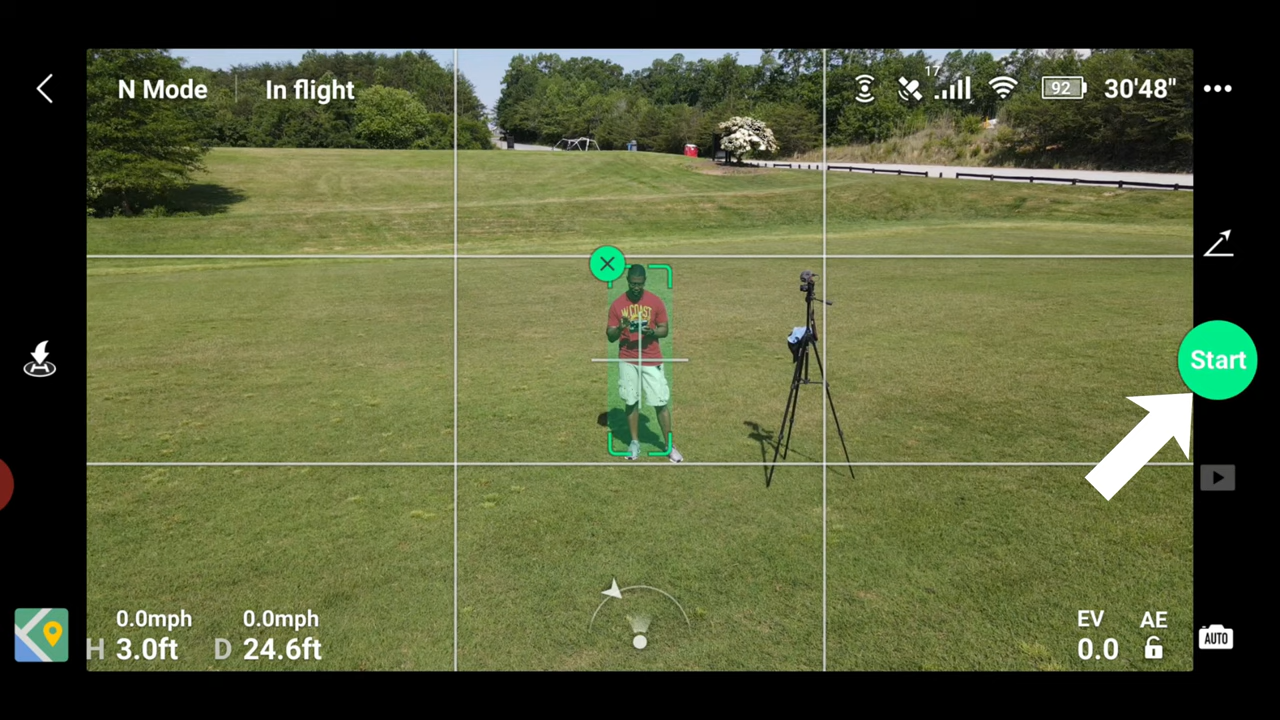 N Mode
In flight
17
92
30'48"
W.COAST
Start
0.0mph
0.0mph
H 3.0ft
D 24.6ft
EV
0.0
AE
AUTO